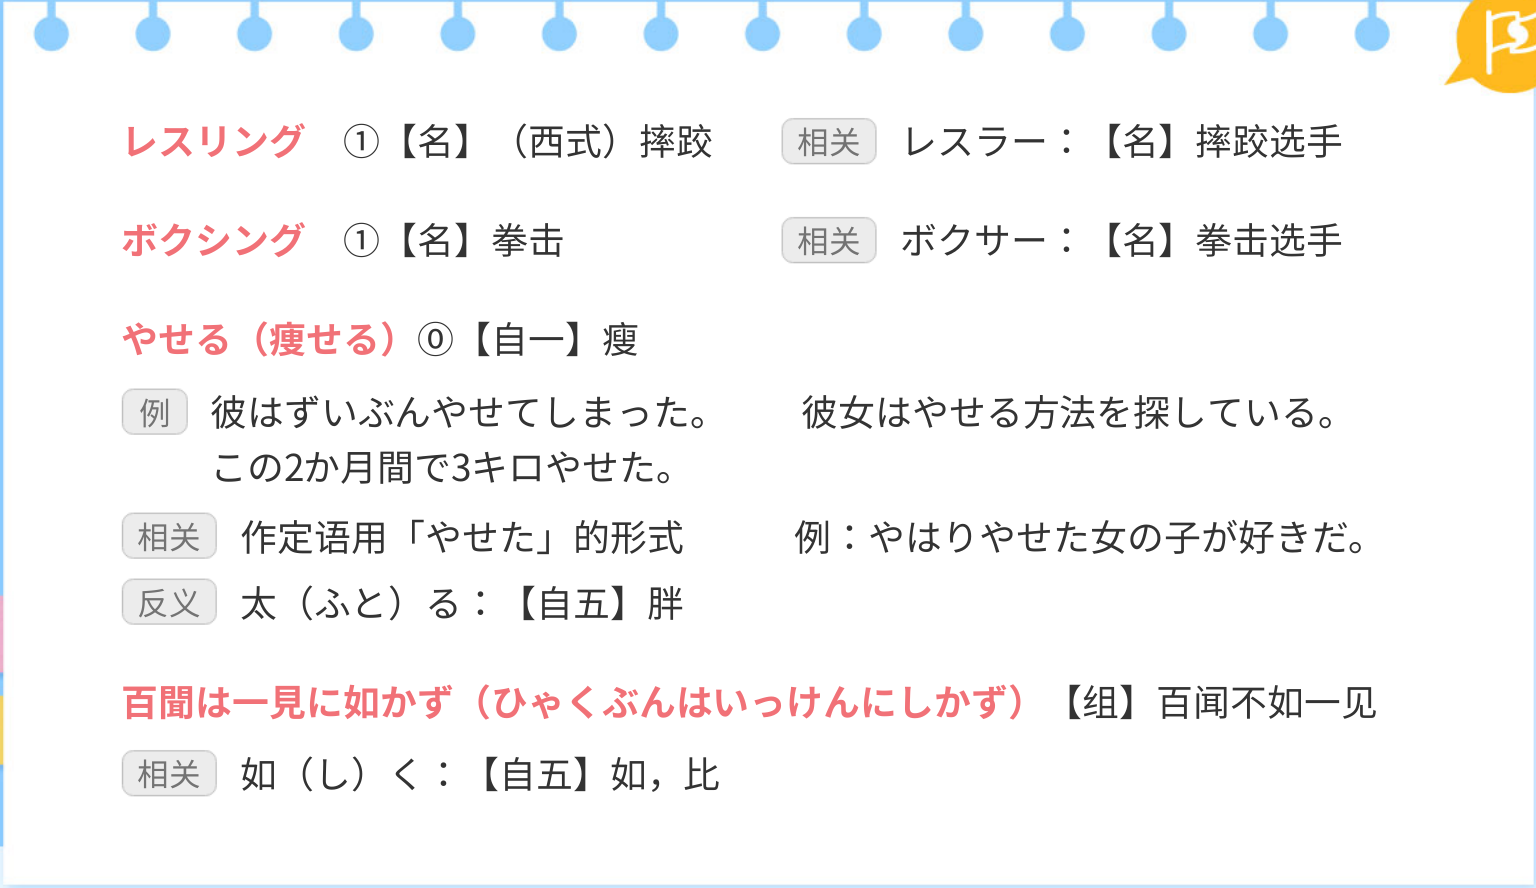 レスリング　①【名】（西式）摔跤　相关　レスラー：【名】摔跤选手
ボクシング　①【名】拳击　相关　ボクサー：【名】拳击选手
やせる（痩せる）⓪【自一】瘦
例　彼はずいぶんやせてしまった。　彼女はやせる方法を探している。
この2か月間で3キロやせた。
相关　作定语用「やせた」的形式　例：やはりやせた女の子が好きだ。
反义　太（ふと）る：【自五】胖
百聞は一見に如かず（ひゃくぶんはいっけんにしかず）【组】百闻不如一见
相关　如（し）く：【自五】如，比